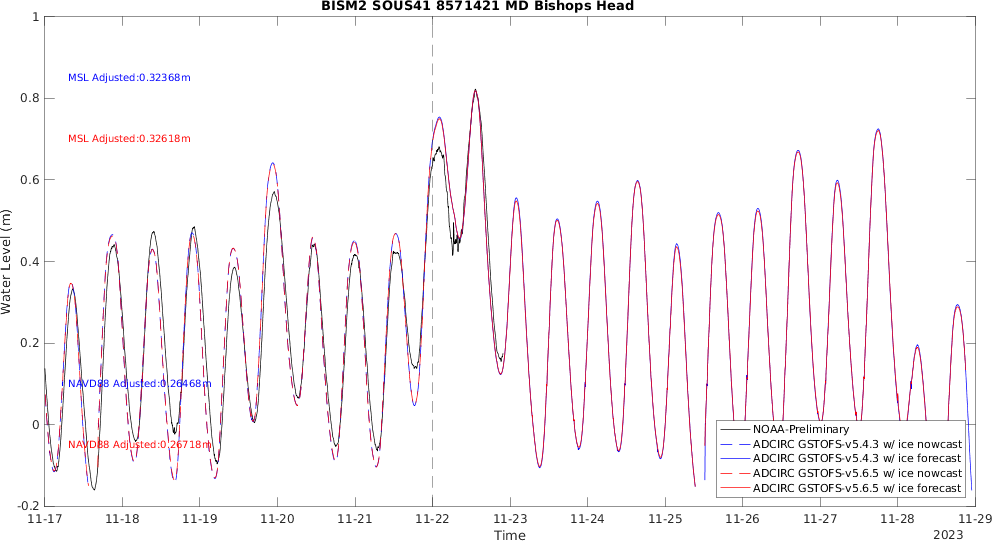 BISM2 SOUS41 8571421 MD Bishops Head
Water Level (m)
1
0.8
0.6
0.4
0.2
0
-0.2
MSL Adjusted:0.32368m
MSL Adjusted:0.32618m
NAVD88 Adjusted:0.26468m
NAVD88 Adjusted:0.26718m
NOAA-Preliminary
ADCIRC GSTOFS-v5.4.3 w/ ice nowcast
ADCIRC GSTOFS-v5.4.3 w/ ice forecast
ADCIRC GSTOFS-v5.6.5 w/ ice nowcast
ADCIRC GSTOFS-v5.6.5 w/ ice forecast
11-17 11-18 11-19 11-20 11-21 11-22 11-23 11-24 11-25 11-26 11-27 11-28 11-29
Time
2023